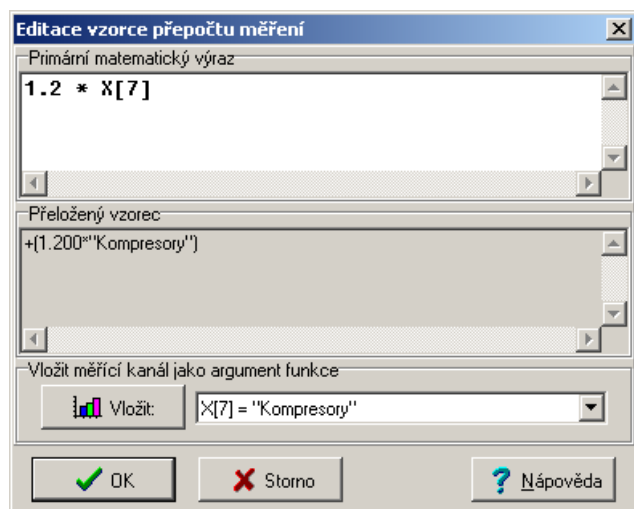 Editace vzorce přepočtu měření
Primární matematický výraz
1.2 * X[7]
Přeložený vzorec
+(1.200*"Kompresory")
Vložit měřící kanál jako argument funkce
Vložit: X[7] = "Kompresory"
OK Storno ? Nápověda